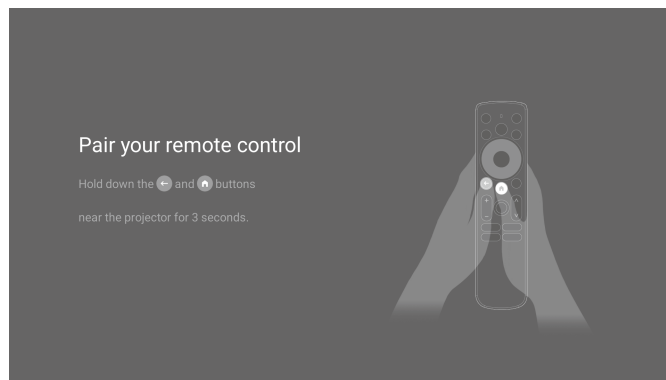 Pair your remote control
Hold down the ← and buttons
near the projector for 3 seconds.